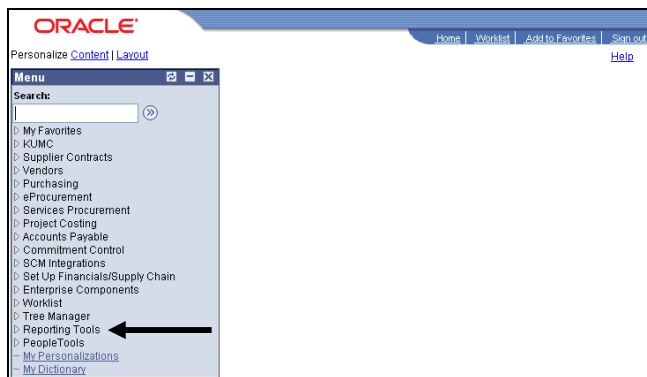 ORACLE
Home | Worklist | Add to Favorites | Sign out
Personalize Content | Layout
Help
Menu
Search:
My Favorites
KUMC
Supplier Contracts
Vendors
Purchasing
eProcurement
Services Procurement
Project Costing
Accounts Payable
Commitment Control
SCM Integrations
Set Up Financials/Supply Chain
Enterprise Components
Worklist
Tree Manager
Reporting Tools
PeopleTools
– My Personalizations
– My Dictionary